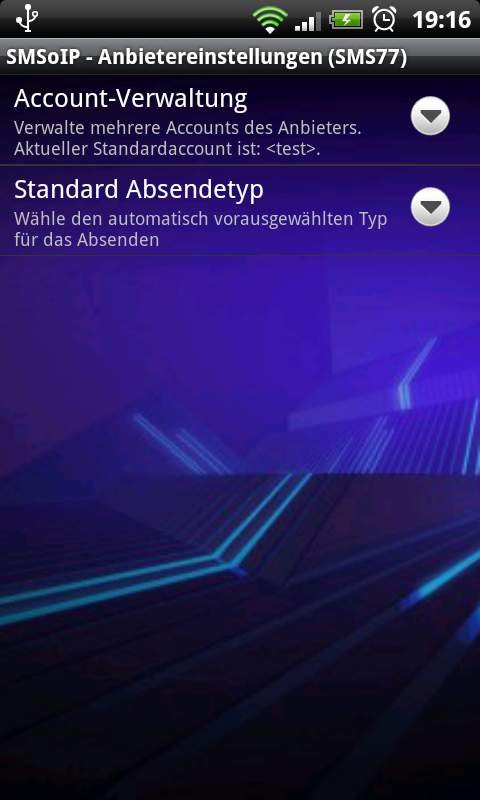 19:16
SMSoIP - Anbietereinstellungen (SMS77)
Account-Verwaltung
Verwalte mehrere Accounts des Anbieters.
Aktueller Standardaccount ist: <test>.
Standard Absendetyp
Wähle den automatisch vorausgewählten Typ
für das Absenden